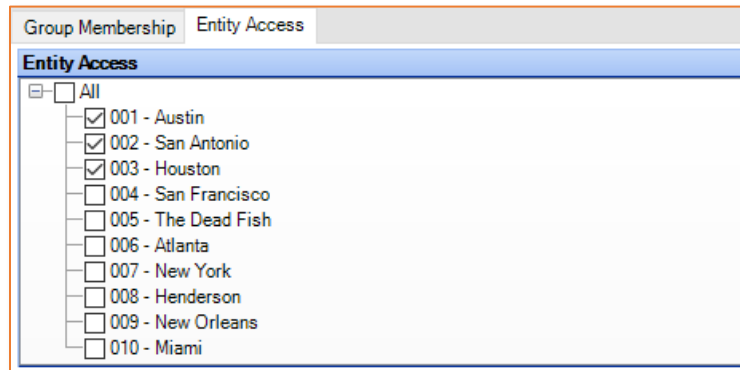 Group Membership Entity Access
Entity Access
All
001 - Austin
002 - San Antonio
003 - Houston
004 - San Francisco
005 - The Dead Fish
006 - Atlanta
007 - New York
008 - Henderson
009 - New Orleans
010 - Miami